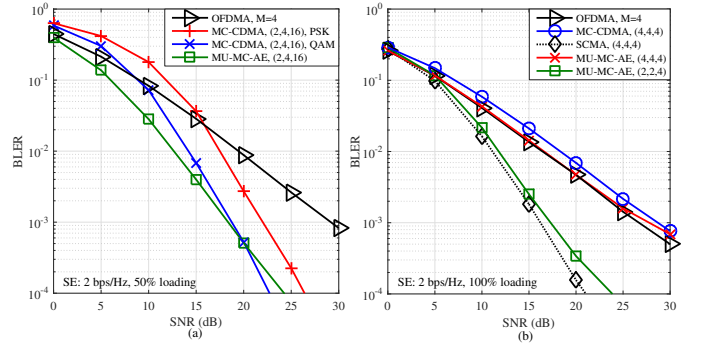 10^0
10^-1
10^-2
10^-3
10^-4
BLER
0 5 10 15 20 25 30
SNR (dB)
(a)
OFDMA, M=4
MC-CDMA, (2,4,16), PSK
MC-CDMA, (2,4,16), QAM
MU-MC-AE, (2,4,16)
SE: 2 bps/Hz, 50% loading
10^0
10^-1
10^-2
10^-3
10^-4
BLER
0 5 10 15 20 25 30
SNR (dB)
(b)
OFDMA, M=4
MC-CDMA, (4,4,4)
SCMA, (4,4,4)
MU-MC-AE, (4,4,4)
MU-MC-AE, (2,2,4)
SE: 2 bps/Hz, 100% loading